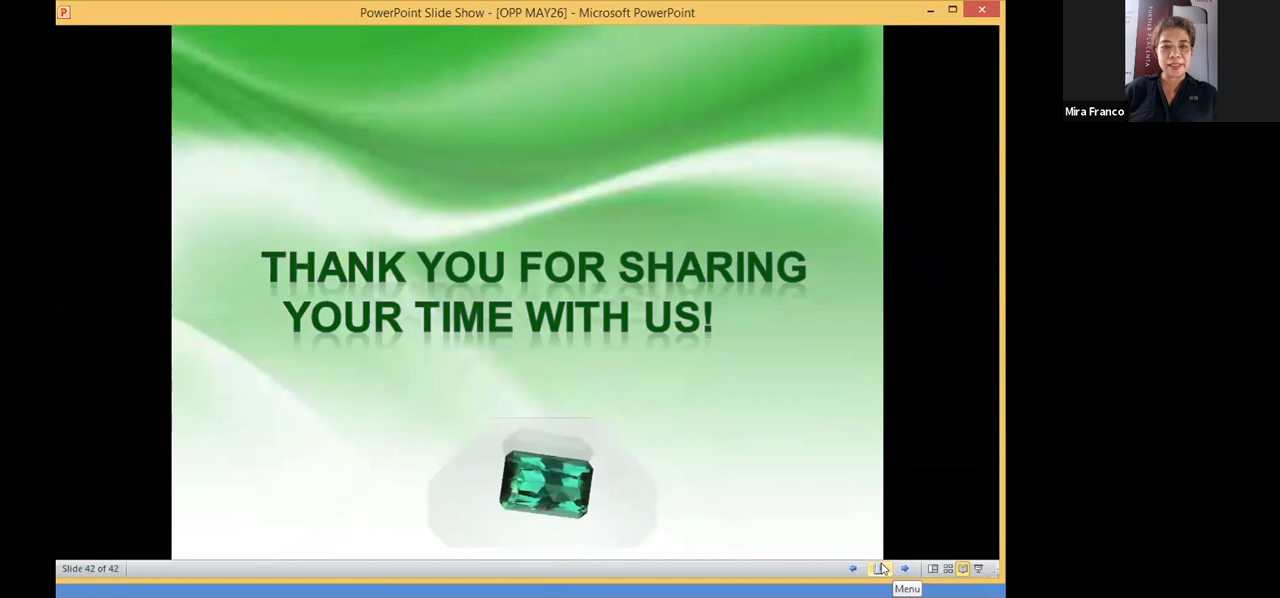 PowerPoint Slide Show - [OPP MAY26] - Microsoft PowerPoint
THANK YOU FOR SHARING
YOUR TIME WITH US!
Mira Franco
PLACENTA
Slide 42 of 42
Menu